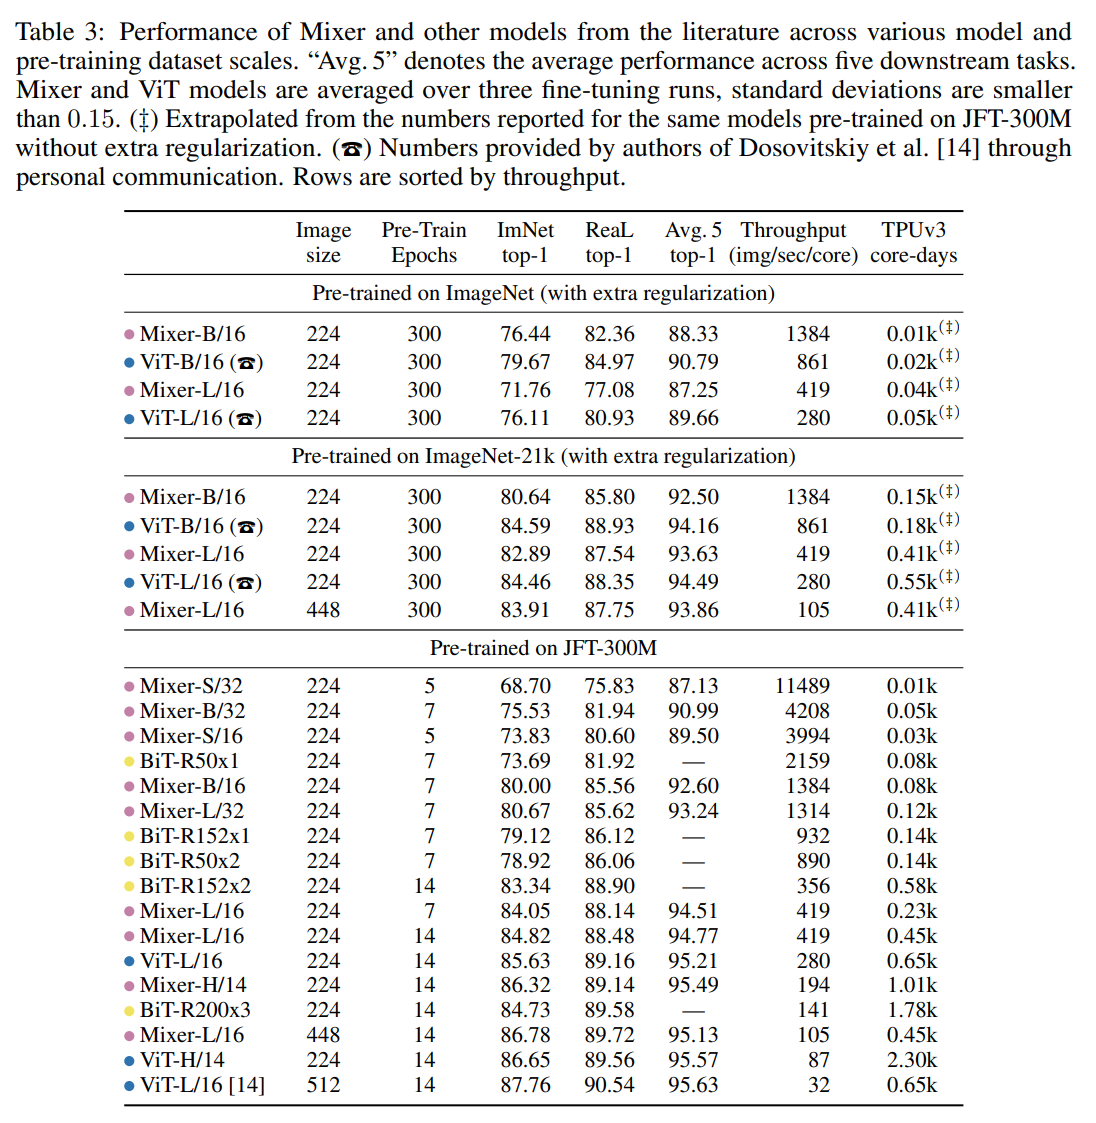 Table 3: Performance of Mixer and other models from the literature across various model and
pre-training dataset scales. “Avg. 5” denotes the average performance across five downstream tasks.
Mixer and ViT models are averaged over three fine-tuning runs, standard deviations are smaller
than 0.15. (‡) Extrapolated from the numbers reported for the same models pre-trained on JFT-300M
without extra regularization. (☎) Numbers provided by authors of Dosovitskiy et al. [14] through
personal communication. Rows are sorted by throughput.
Image Pre-Train ImNet ReaL Avg. 5 Throughput TPUv3
size Epochs top-1 top-1 top-1 (img/sec/core) core-days
Pre-trained on ImageNet (with extra regularization)
● Mixer-B/16 224 300 76.44 82.36 88.33 1384 0.01k(‡)
● ViT-B/16 (☎) 224 300 79.67 84.97 90.79 861 0.02k(‡)
● Mixer-L/16 224 300 71.76 77.08 87.25 419 0.04k(‡)
● ViT-L/16 (☎) 224 300 76.11 80.93 89.66 280 0.05k(‡)
Pre-trained on ImageNet-21k (with extra regularization)
● Mixer-B/16 224 300 80.64 85.80 92.50 1384 0.15k(‡)
● ViT-B/16 (☎) 224 300 84.59 88.93 94.16 861 0.18k(‡)
● Mixer-L/16 224 300 82.89 87.54 93.63 419 0.41k(‡)
● ViT-L/16 (☎) 224 300 84.46 88.35 94.49 280 0.55k(‡)
● Mixer-L/16 448 300 83.91 87.75 93.86 105 0.41k(‡)
Pre-trained on JFT-300M
● Mixer-S/32 224 5 68.70 75.83 87.13 11489 0.01k
● Mixer-B/32 224 7 75.53 81.94 90.99 4208 0.05k
● Mixer-S/16 224 5 73.83 80.60 89.50 3994 0.03k
● BiT-R50x1 224 7 73.69 81.92 — 2159 0.08k
● Mixer-B/16 224 7 80.00 85.56 92.60 1384 0.08k
● Mixer-L/32 224 7 80.67 85.62 93.24 1314 0.12k
● BiT-R152x1 224 7 79.12 86.12 — 932 0.14k
● BiT-R50x2 224 7 78.92 86.06 — 890 0.14k
● BiT-R152x2 224 14 83.34 88.90 — 356 0.58k
● Mixer-L/16 224 7 84.05 88.14 94.51 419 0.23k
● Mixer-L/16 224 14 84.82 88.48 94.77 419 0.45k
● ViT-L/16 224 14 85.63 89.16 95.21 280 0.65k
● Mixer-H/14 224 14 86.32 89.14 95.49 194 1.01k
● BiT-R200x3 224 14 84.73 89.58 — 141 1.78k
● Mixer-L/16 448 14 86.78 89.72 95.13 105 0.45k
● ViT-H/14 224 14 86.65 89.56 95.57 87 2.30k
● ViT-L/16 [14] 512 14 87.76 90.54 95.63 32 0.65k